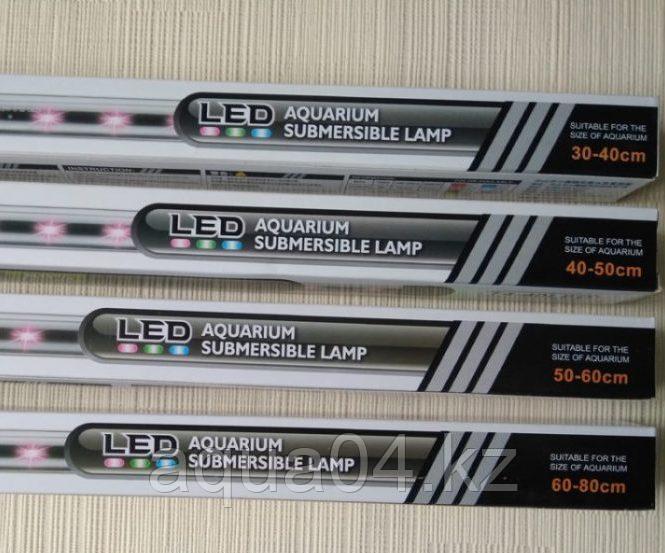 LED AQUARIUM
SUBMERSIBLE LAMP
SUITABLE FOR THE
SIZE OF AQUARIUM
30-40cm
INSTRUCTION
LED AQUARIUM
SUBMERSIBLE LAMP
SUITABLE FOR THE
SIZE OF AQUARIUM
40-50cm
LED AQUARIUM
SUBMERSIBLE LAMP
SUITABLE FOR THE
SIZE OF AQUARIUM
50-60cm
LED AQUARIUM
SUBMERSIBLE LAMP
SUITABLE FOR THE
SIZE OF AQUARIUM
60-80cm
aqua04.kz